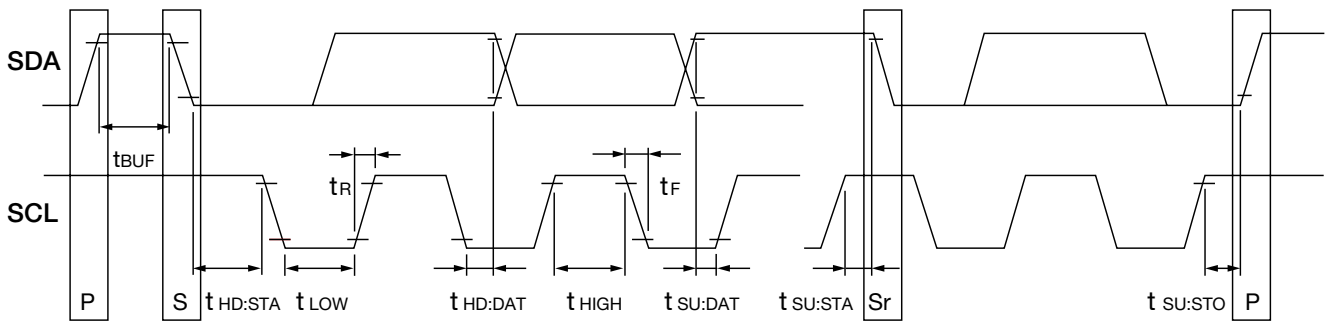 SDA
tBUF
tR
tF
SCL
P
S
t HD:STA
t LOW
t HD:DAT
t HIGH
t SU:DAT
t SU:STA
Sr
t SU:STO
P